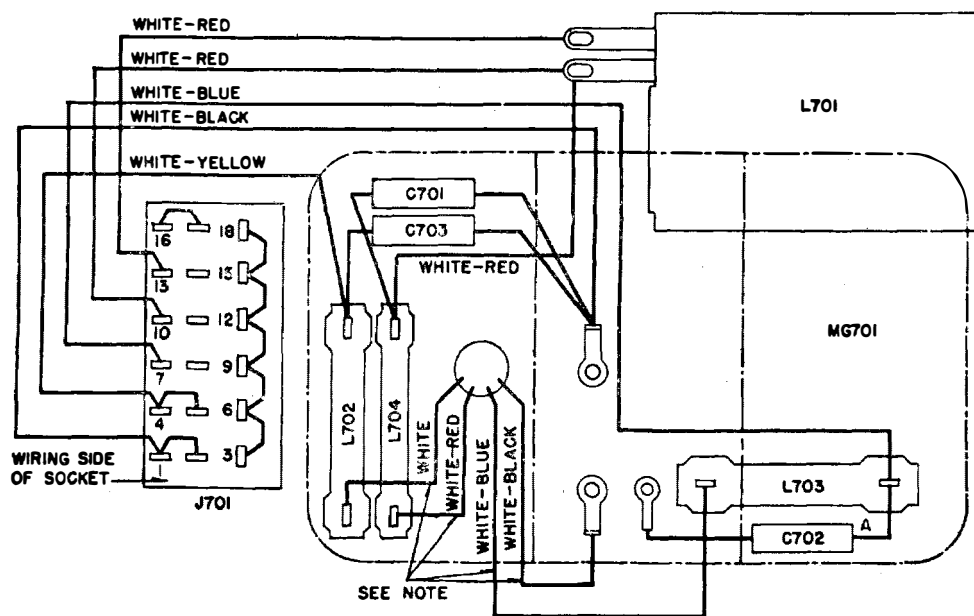 WHITE-RED
WHITE-RED
WHITE-BLUE
WHITE-BLACK
WHITE-YELLOW
L701
C701
C703
WHITE-RED
16 18
13 15
10 12
7 9
4 6
1 3
WIRING SIDE
OF SOCKET
J701
L702
L704
WHITE
WHITE-RED
WHITE-BLUE
WHITE-BLACK
SEE NOTE
MG701
L703
A
C702